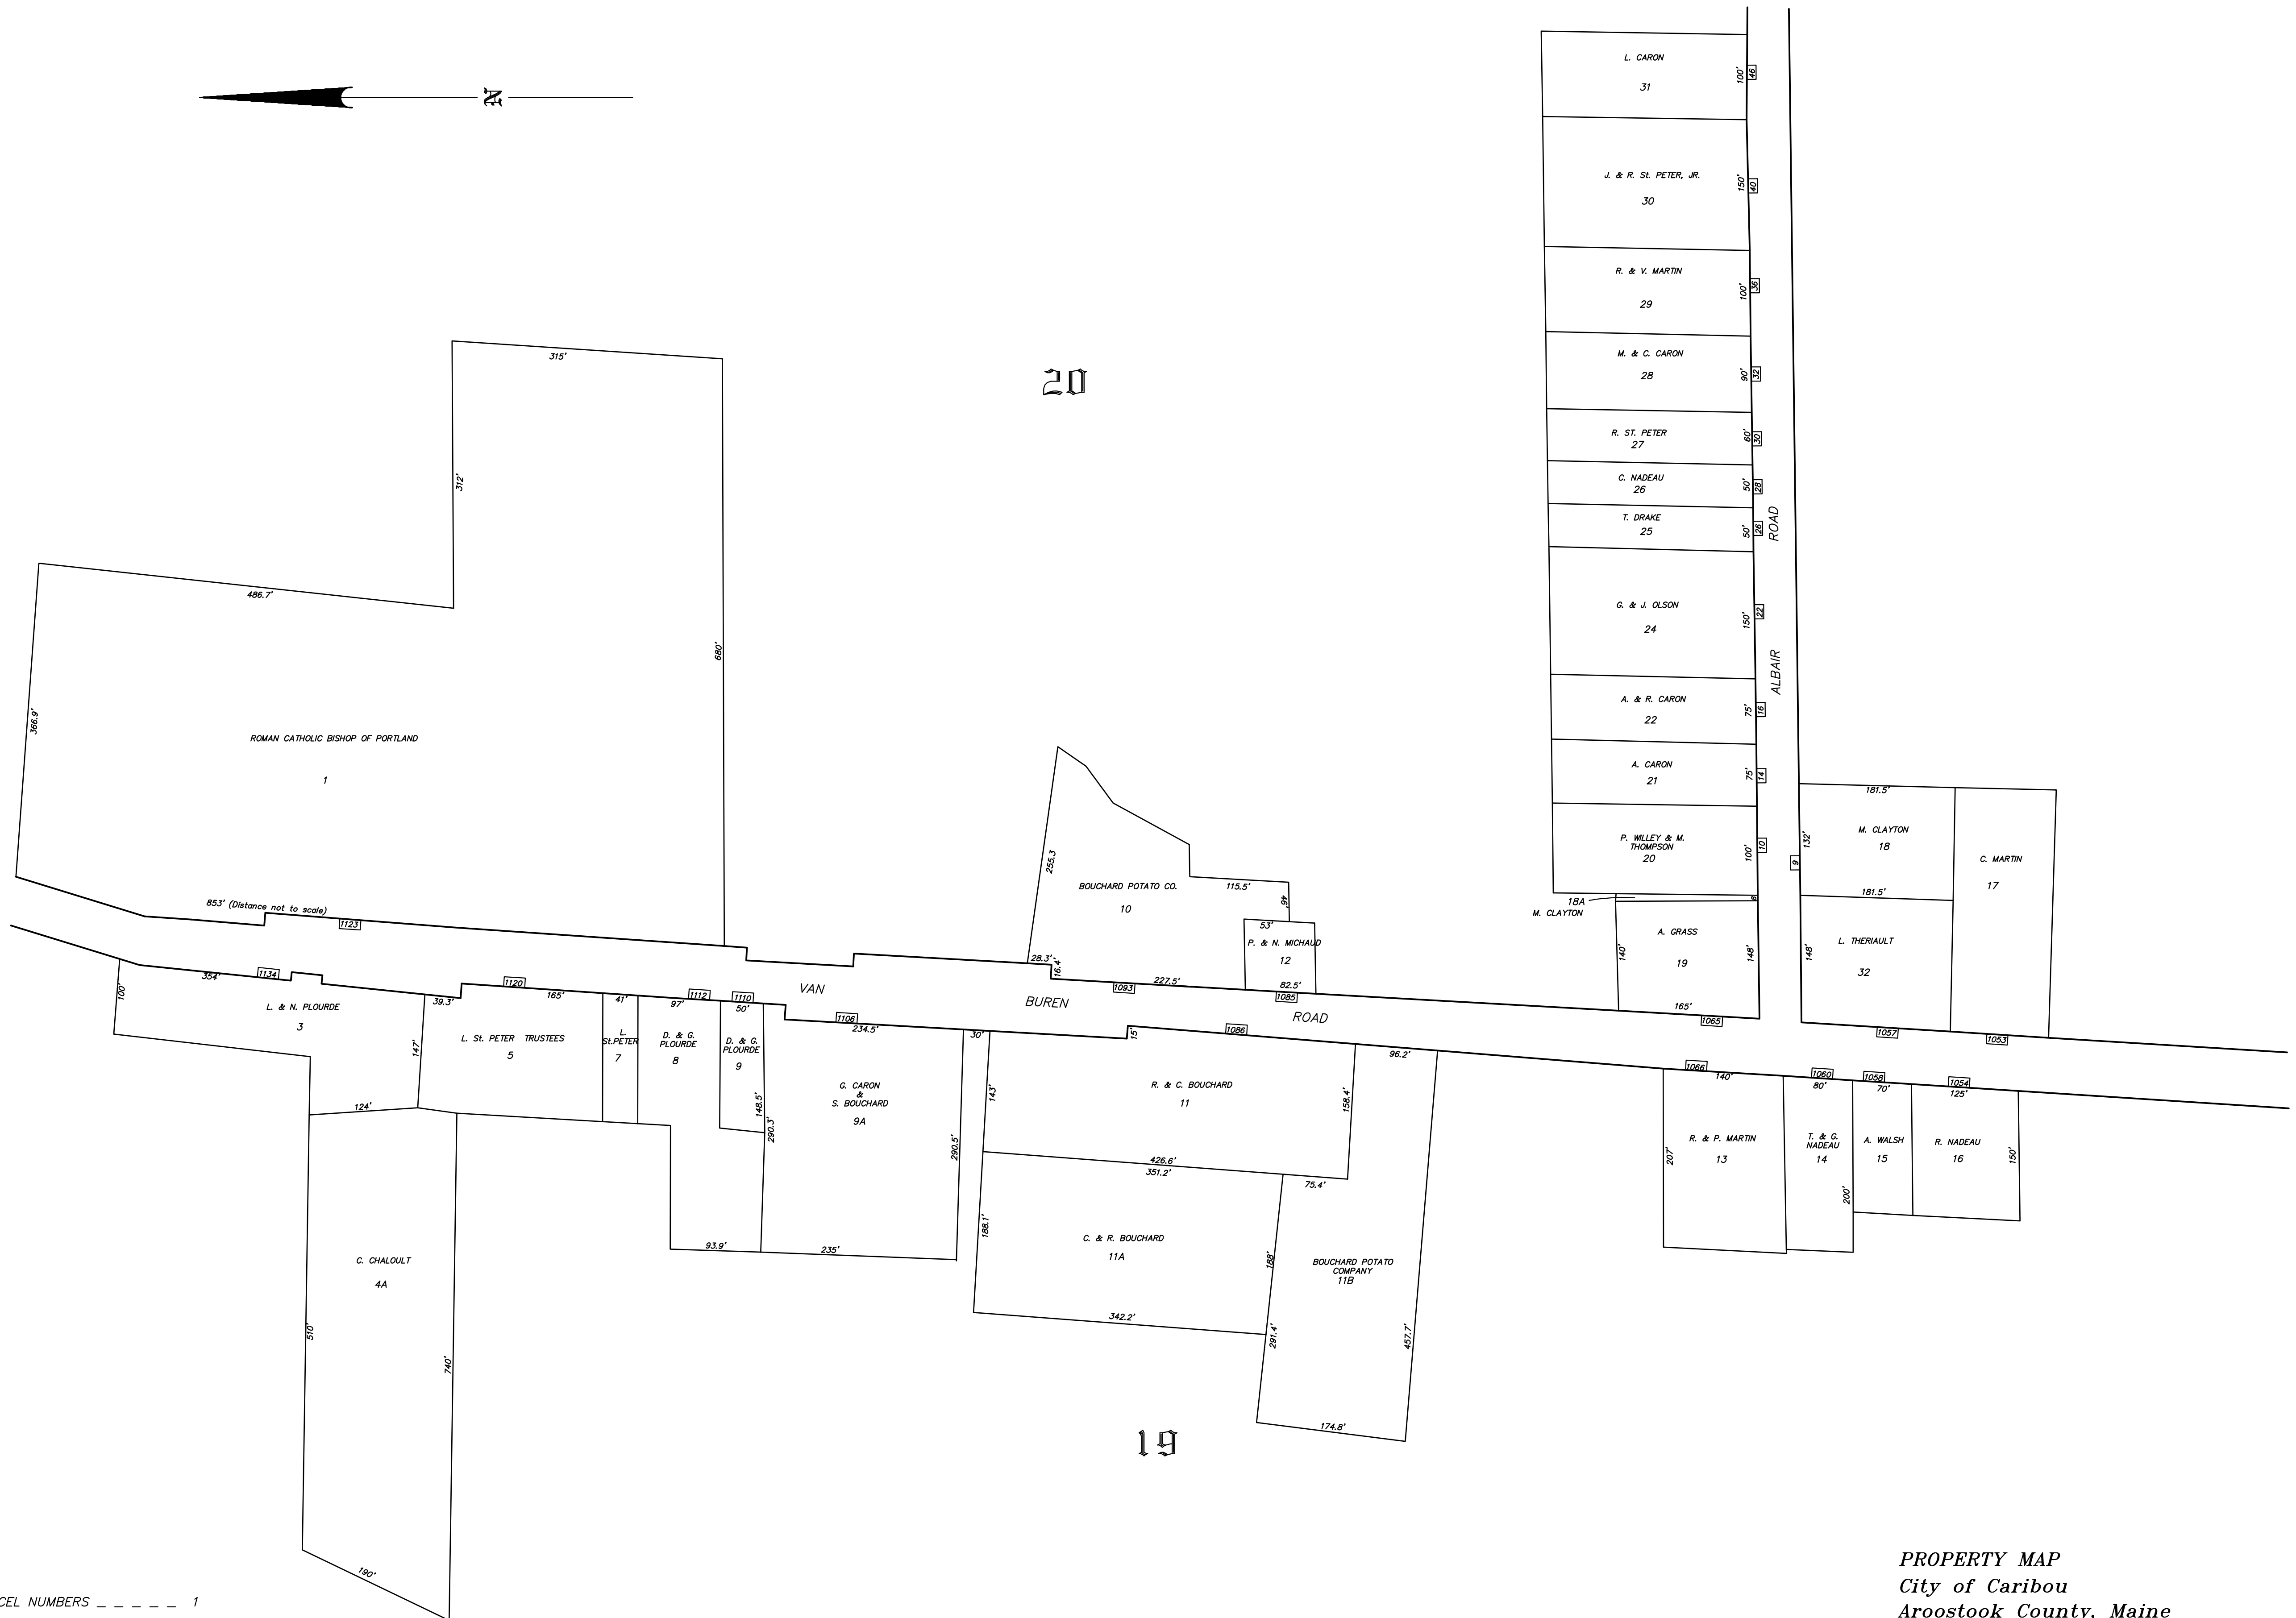 N
20
19
L. CARON
31
100'
46
J. & R. St. PETER, JR.
30
150'
40
R. & V. MARTIN
29
100'
36
M. & C. CARON
28
90'
32
R. ST. PETER
27
60'
30
C. NADEAU
26
50'
28
T. DRAKE
25
50'
26
G. & J. OLSON
24
150'
22
A. & R. CARON
22
75'
16
A. CARON
21
75'
14
P. WILLEY & M.
THOMPSON
20
100'
10
18A
M. CLAYTON
8'
A. GRASS
19
140'
148'
165'
1065
ALBAIR ROAD
9
181.5'
132'
M. CLAYTON
18
181.5'
C. MARTIN
17
L. THERIAULT
32
148'
1057
1053
315'
312'
680'
486.7'
366.9'
ROMAN CATHOLIC BISHOP OF PORTLAND
1
853' (Distance not to scale)
1123
255.3
BOUCHARD POTATO CO.
10
115.5'
46'
53'
P. & N. MICHAUD
12
28.3'
16.4'
1093
227.5'
82.5'
1085
VAN BUREN ROAD
100'
354'
1134
L. & N. PLOURDE
3
39.3'
147'
124'
1120
165'
L. St. PETER TRUSTEES
5
41'
L.
St.PETER
7
97'
1112
D. & G.
PLOURDE
8
1110
50'
D. & G.
PLOURDE
9
148.5'
290.3'
93.9'
1106
234.5'
G. CARON
&
S. BOUCHARD
9A
290.5'
235'
30'
15'
1086
143'
R. & C. BOUCHARD
11
158.4'
96.2'
426.6'
351.2'
75.4'
188.1'
C. & R. BOUCHARD
11A
188'
342.2'
291.4'
BOUCHARD POTATO
COMPANY
11B
457.7'
174.8'
C. CHALOULT
4A
510'
740'
190'
1066
140'
R. & P. MARTIN
13
207'
1060
80'
T. & G.
NADEAU
14
200'
1058
70'
A. WALSH
15
1054
125'
R. NADEAU
16
150'
CEL NUMBERS _ _ _ _ _ 1
PROPERTY MAP
City of Caribou
Aroostook County, Maine